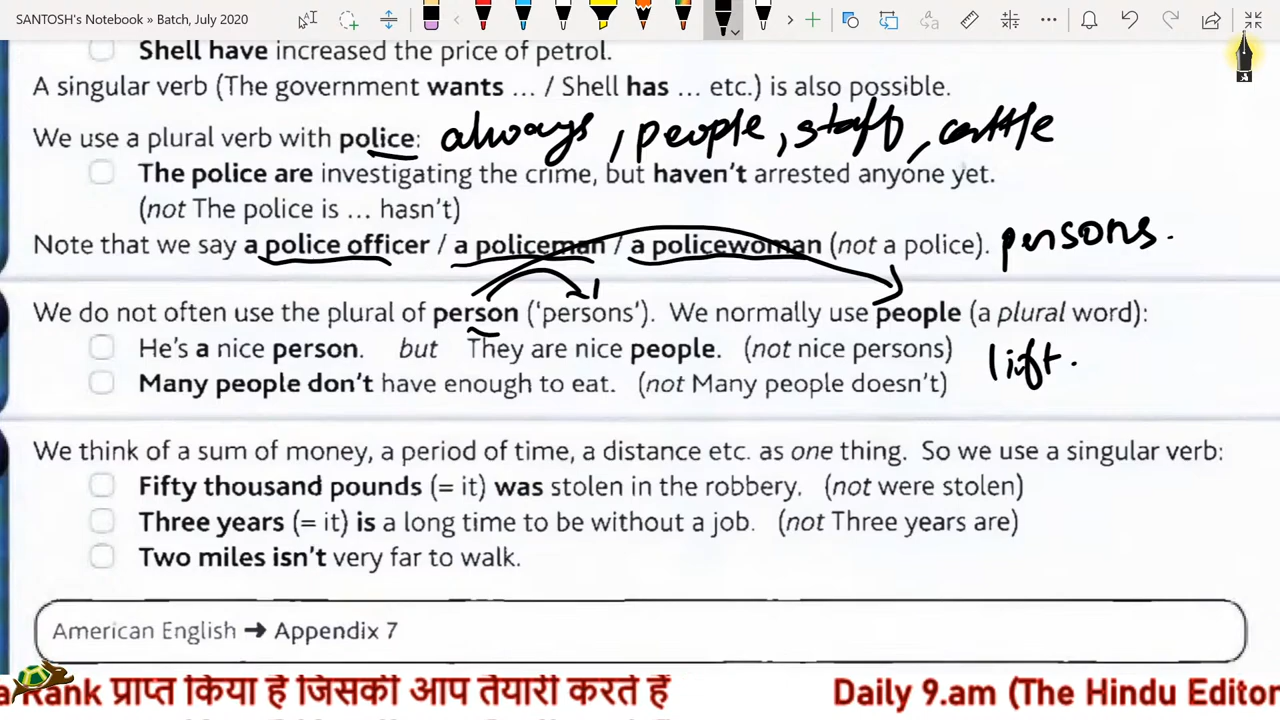 SANTOSH's Notebook » Batch, July 2020
Shell have increased the price of petrol.
A singular verb (The government wants … / Shell has … etc.) is also possible.
We use a plural verb with police: always, people, staff, cattle
The police are investigating the crime, but haven't arrested anyone yet.
(not The police is … hasn't)
Note that we say a police officer / a policeman / a policewoman (not a police). persons.
We do not often use the plural of person ('persons'). We normally use people (a plural word):
He's a nice person. but They are nice people. (not nice persons)
lift.
Many people don't have enough to eat. (not Many people doesn't)
We think of a sum of money, a period of time, a distance etc. as one thing. So we use a singular verb:
Fifty thousand pounds (= it) was stolen in the robbery. (not were stolen)
Three years (= it) is a long time to be without a job. (not Three years are)
Two miles isn't very far to walk.
American English ➔ Appendix 7
Rank प्राप्त किया है जिसकी आप तैयारी करते हैं Daily 9.am (The Hindu Editor